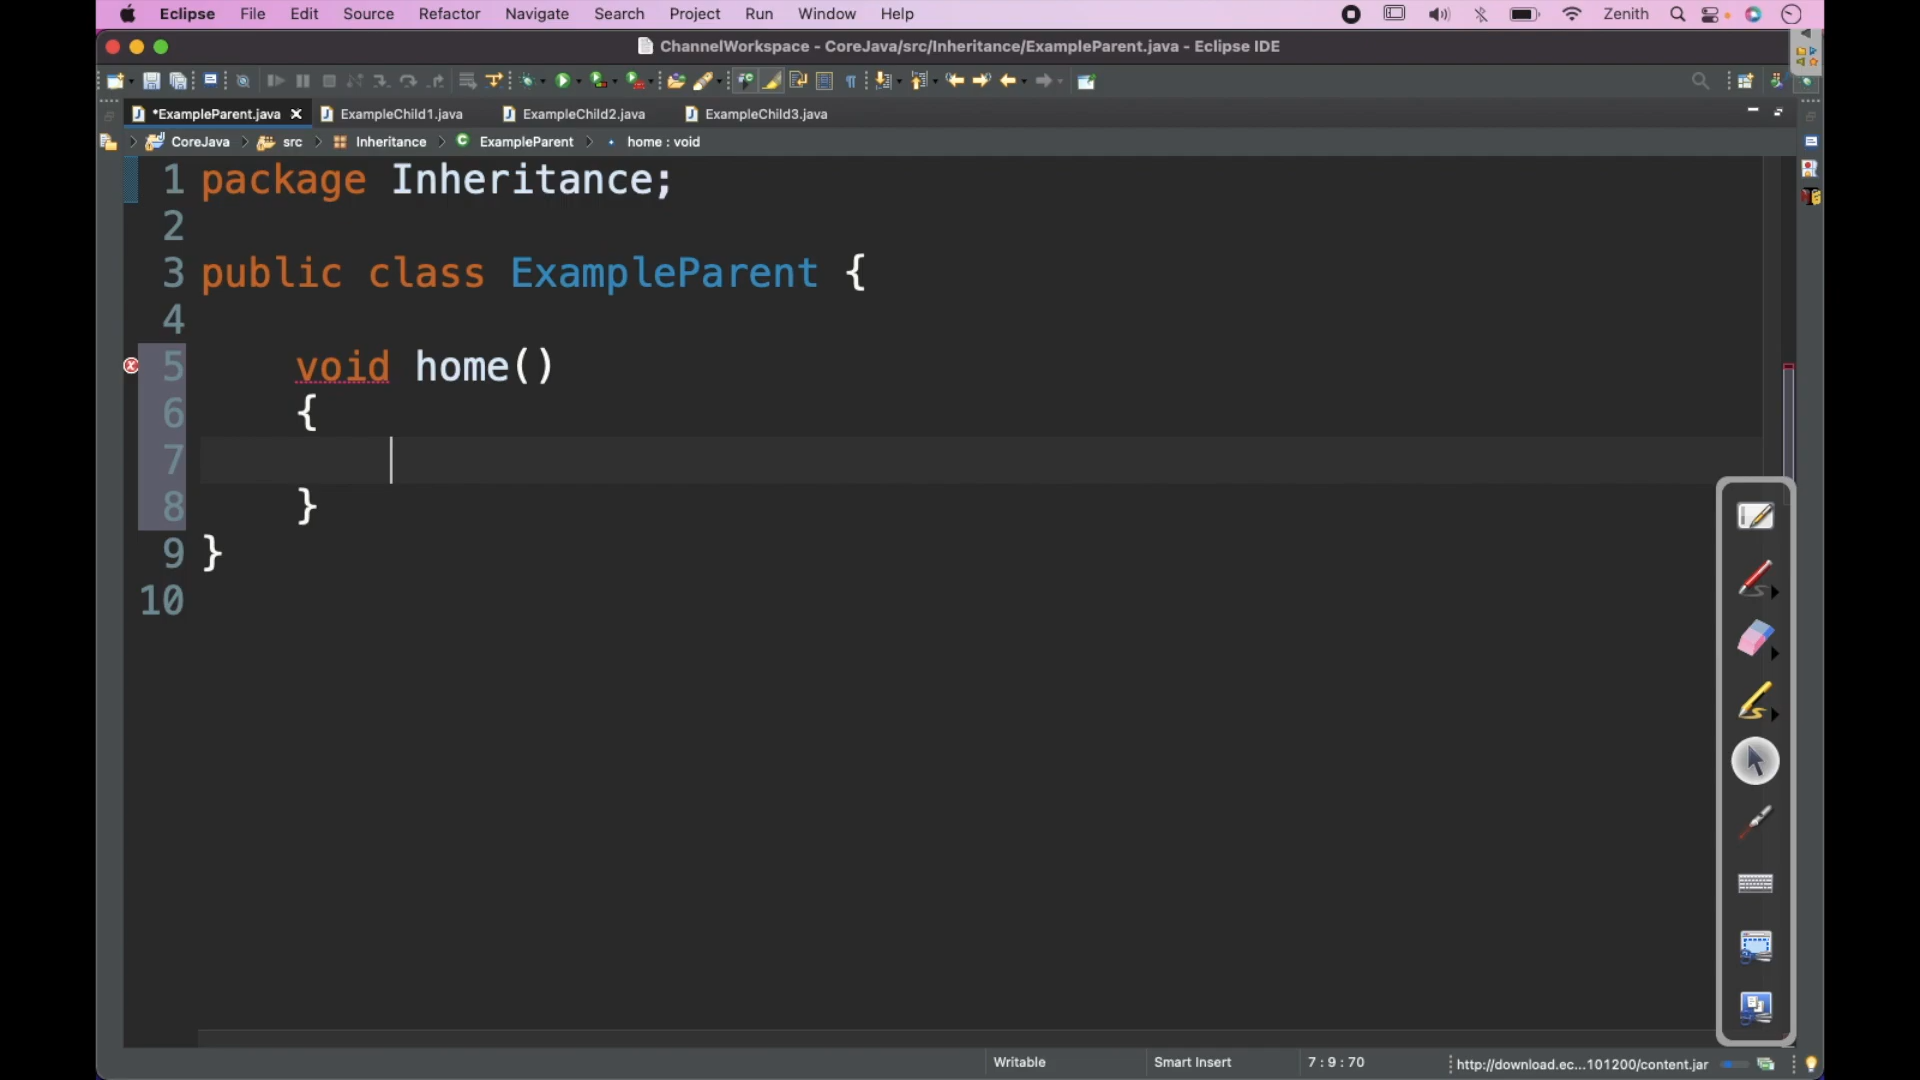 Eclipse File Edit Source Refactor Navigate Search Project Run Window Help Zenith
ChannelWorkspace - CoreJava/src/Inheritance/ExampleParent.java - Eclipse IDE
*ExampleParent.java ExampleChild1.java ExampleChild2.java ExampleChild3.java
CoreJava src Inheritance ExampleParent home : void
1 package Inheritance;
2
3 public class ExampleParent {
4
5 void home()
6 {
7
8 }
9 }
10
Writable Smart Insert 7 : 9 : 70 http://download.ec...101200/content.jar